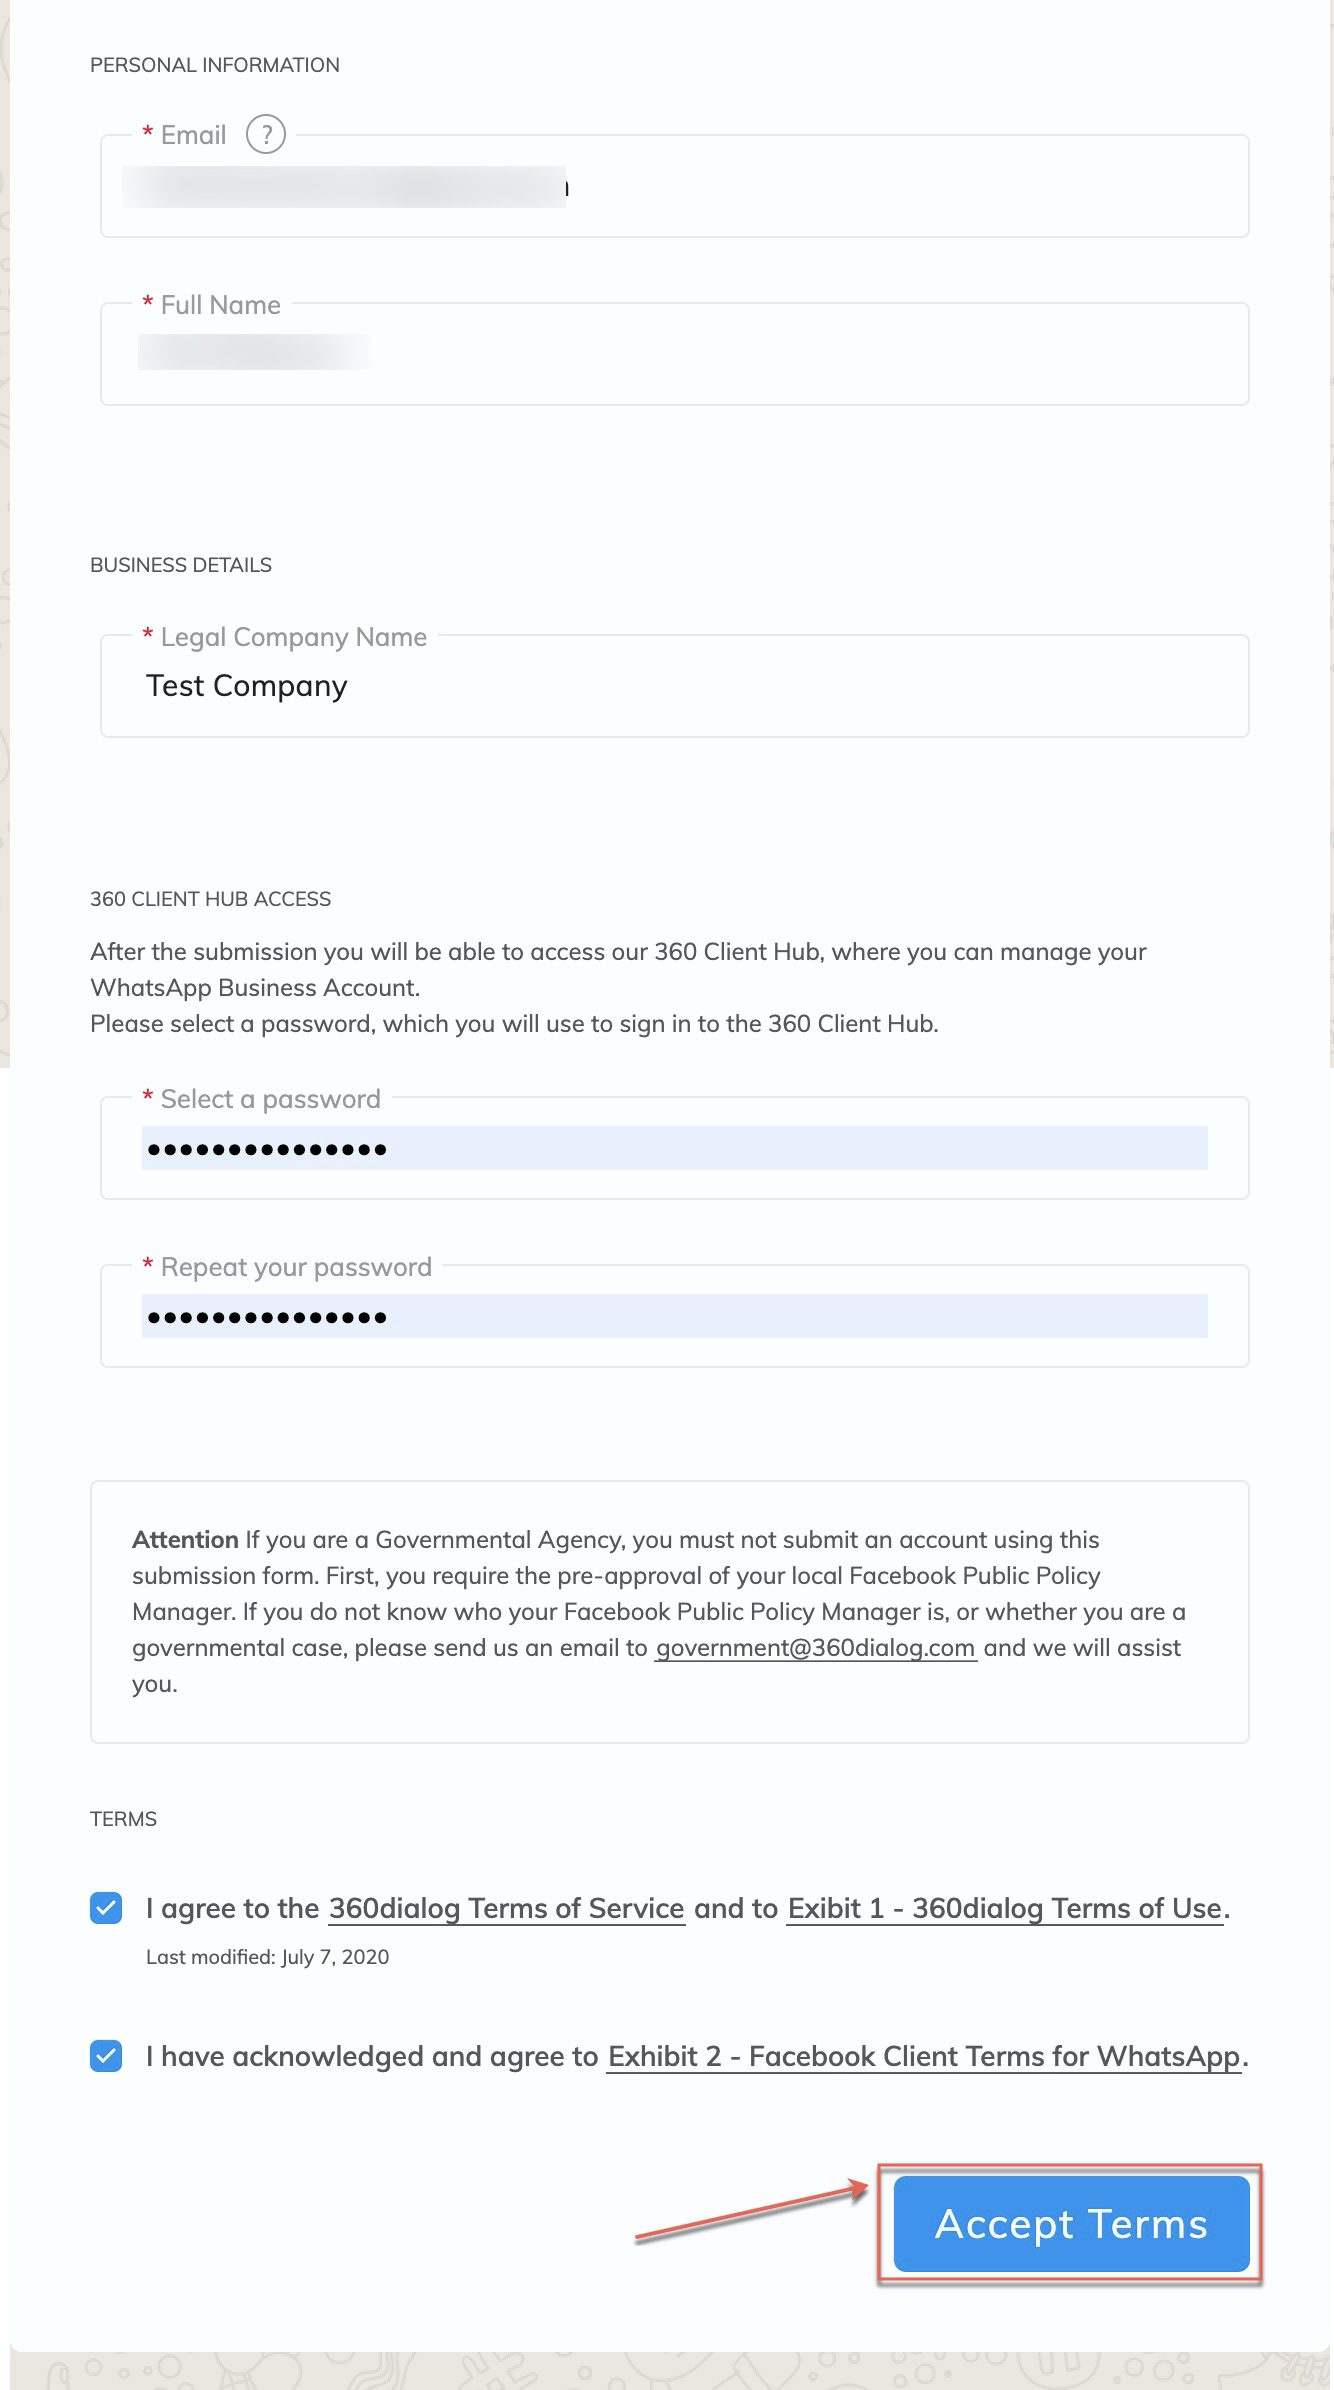 PERSONAL INFORMATION
* Email ?
* Full Name
BUSINESS DETAILS
* Legal Company Name
Test Company
360 CLIENT HUB ACCESS
After the submission you will be able to access our 360 Client Hub, where you can manage your
WhatsApp Business Account.
Please select a password, which you will use to sign in to the 360 Client Hub.
* Select a password
•••••••••••••••
* Repeat your password
•••••••••••••••
Attention If you are a Governmental Agency, you must not submit an account using this
submission form. First, you require the pre-approval of your local Facebook Public Policy
Manager. If you do not know who your Facebook Public Policy Manager is, or whether you are a
governmental case, please send us an email to government@360dialog.com and we will assist
you.
TERMS
I agree to the 360dialog Terms of Service and to Exibit 1 - 360dialog Terms of Use.
Last modified: July 7, 2020
I have acknowledged and agree to Exhibit 2 - Facebook Client Terms for WhatsApp.
Accept Terms